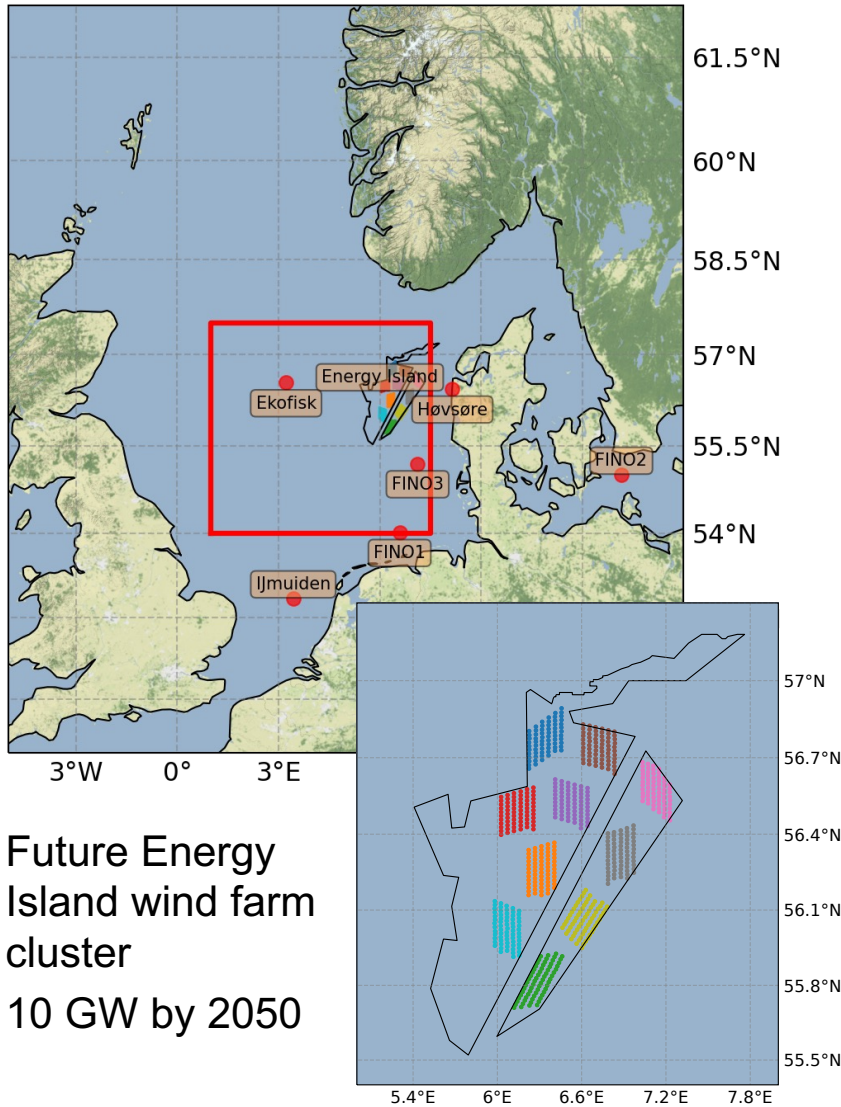 61.5°N
60°N
58.5°N
57°N
Energy Island
Ekofisk
Høvsøre
55.5°N
FINO2
FINO3
54°N
FINO1
IJmuiden
3°W 0° 3°E
57°N
56.7°N
56.4°N
56.1°N
55.8°N
55.5°N
5.4°E 6°E 6.6°E 7.2°E 7.8°E
Future Energy
Island wind farm
cluster
10 GW by 2050